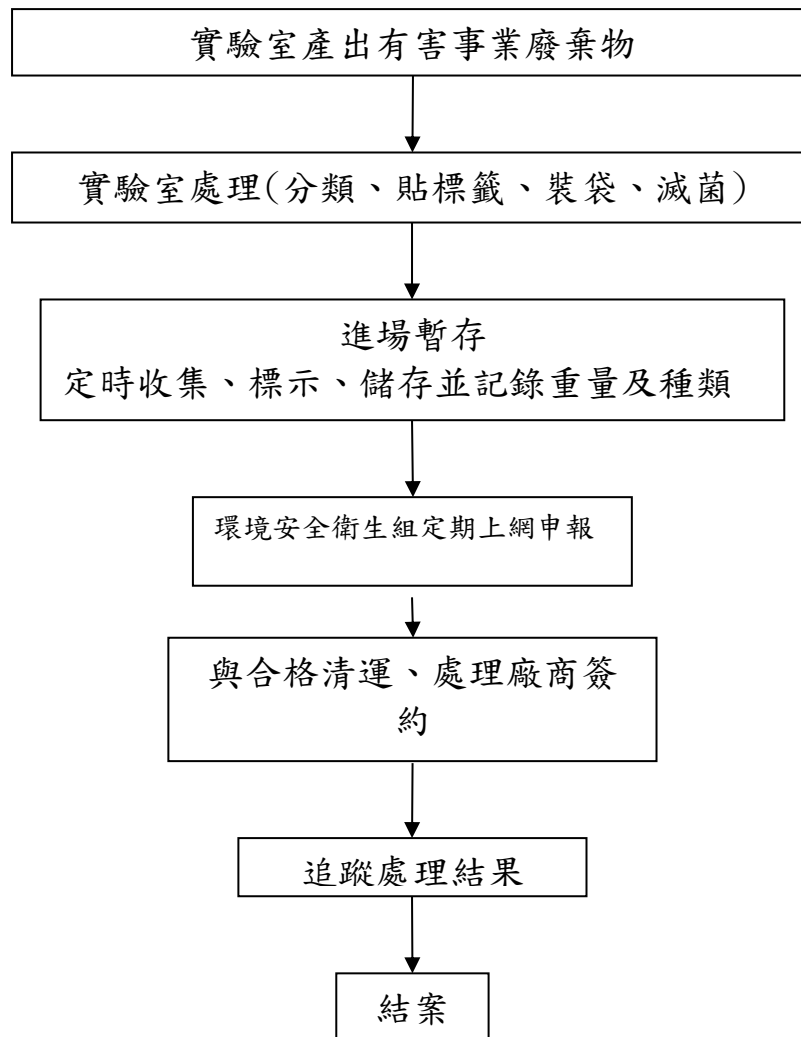 實驗室產出有害事業廢棄物
實驗室處理(分類、貼標籤、裝袋、滅菌)
進場暫存
定時收集、標示、儲存並記錄重量及種類
環境安全衛生組定期上網申報
與合格清運、處理廠商簽
約
追蹤處理結果
結案